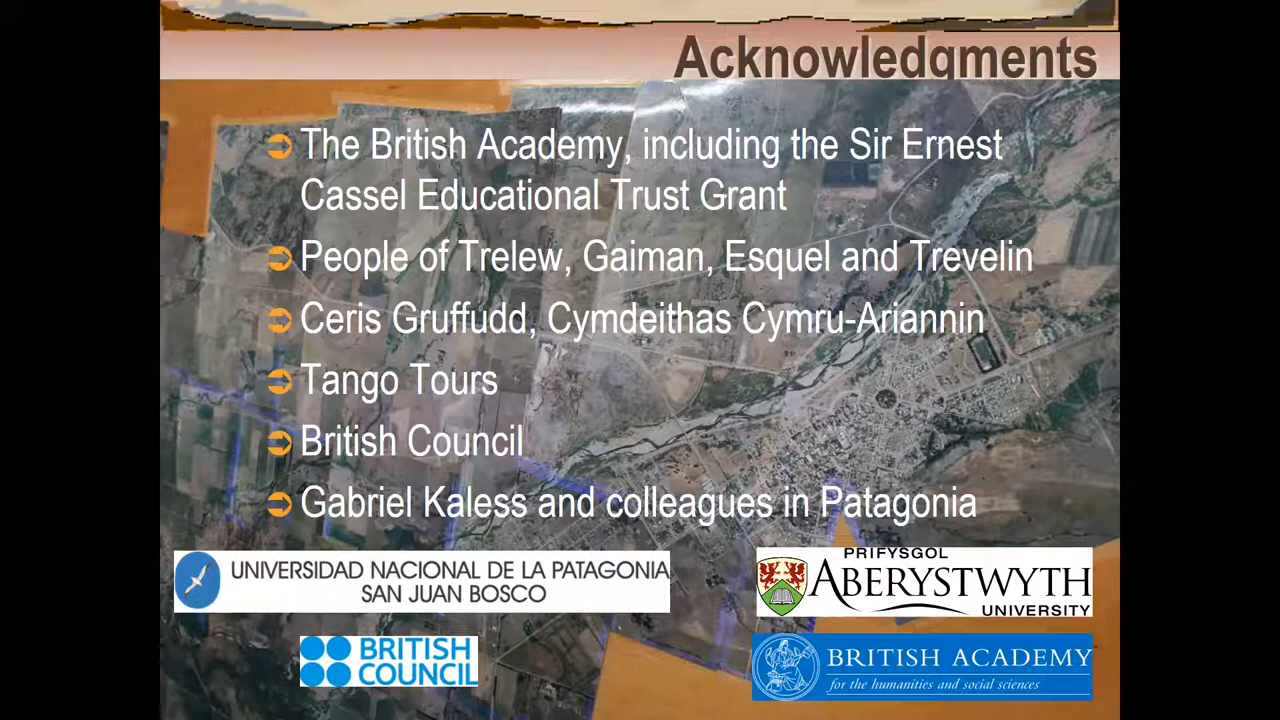 Acknowledgments
The British Academy, including the Sir Ernest
Cassel Educational Trust Grant
People of Trelew, Gaiman, Esquel and Trevelin
Ceris Gruffudd, Cymdeithas Cymru-Ariannin
Tango Tours
British Council
Gabriel Kaless and colleagues in Patagonia
UNIVERSIDAD NACIONAL DE LA PATAGONIA
SAN JUAN BOSCO
PRIFYSGOL
ABERYSTWYTH
UNIVERSITY
BRITISH
COUNCIL
BRITISH ACADEMY
for the humanities and social sciences